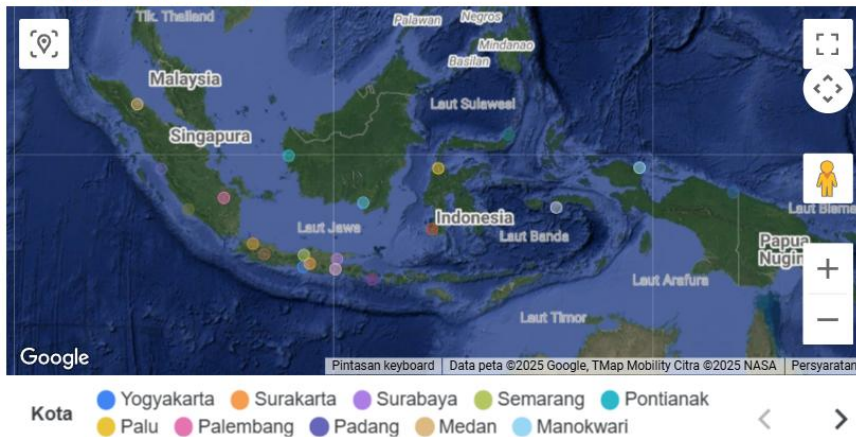 Tlk. Thailand
Palawan
Negros
Mindanao
Basilan
Malaysia
Laut Sulawesi
Singapura
Indonesia
Laut Jawa
Laut Banda
Laut Bisma
Papua
Nugin
Laut Arafura
Laut Timor
Google
Pintasan keyboard
Data peta ©2025 Google, TMap Mobility Citra ©2025 NASA
Persyaratan
Kota
Yogyakarta Surakarta Surabaya Semarang Pontianak
Palu Palembang Padang Medan Manokwari